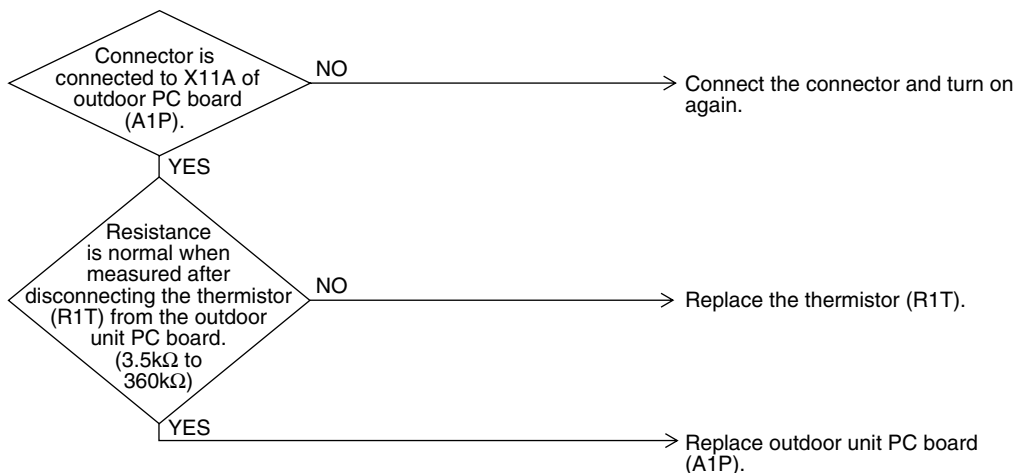 Connector is
connected to X11A of
outdoor PC board
(A1P).
NO
Connect the connector and turn on
again.
YES
Resistance
is normal when
measured after
disconnecting the thermistor
(R1T) from the outdoor
unit PC board.
(3.5kΩ to
360kΩ)
NO
Replace the thermistor (R1T).
YES
Replace outdoor unit PC board
(A1P).